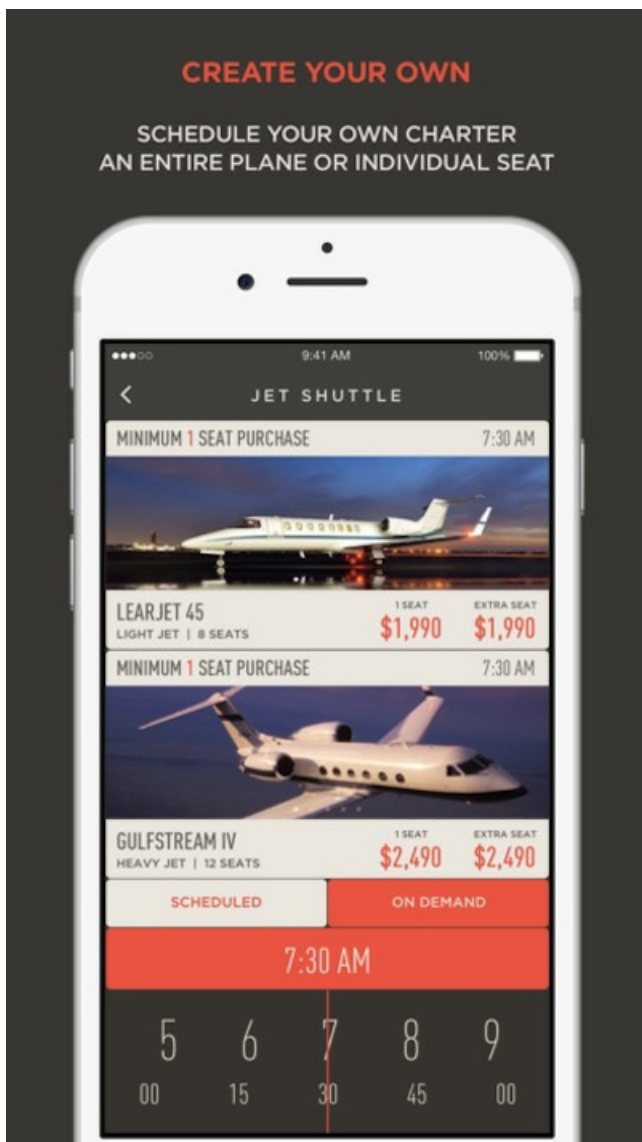 CREATE YOUR OWN
SCHEDULE YOUR OWN CHARTER
AN ENTIRE PLANE OR INDIVIDUAL SEAT
9:41 AM
100%
JET SHUTTLE
MINIMUM 1 SEAT PURCHASE 7:30 AM
LEARJET 45
LIGHT JET | 8 SEATS
1 SEAT
$1,990
EXTRA SEAT
$1,990
MINIMUM 1 SEAT PURCHASE 7:30 AM
GULFSTREAM IV
HEAVY JET | 12 SEATS
1 SEAT
$2,490
EXTRA SEAT
$2,490
SCHEDULED
ON DEMAND
7:30 AM
5 6 7 8 9
00 15 30 45 00